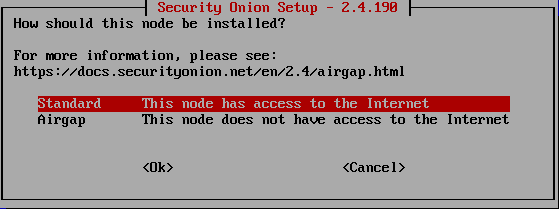 Security Onion Setup - 2.4.190
How should this node be installed?
For more information, please see:
https://docs.securityonion.net/en/2.4/airgap.html
Standard This node has access to the Internet
Airgap This node does not have access to the Internet
<Ok> <Cancel>